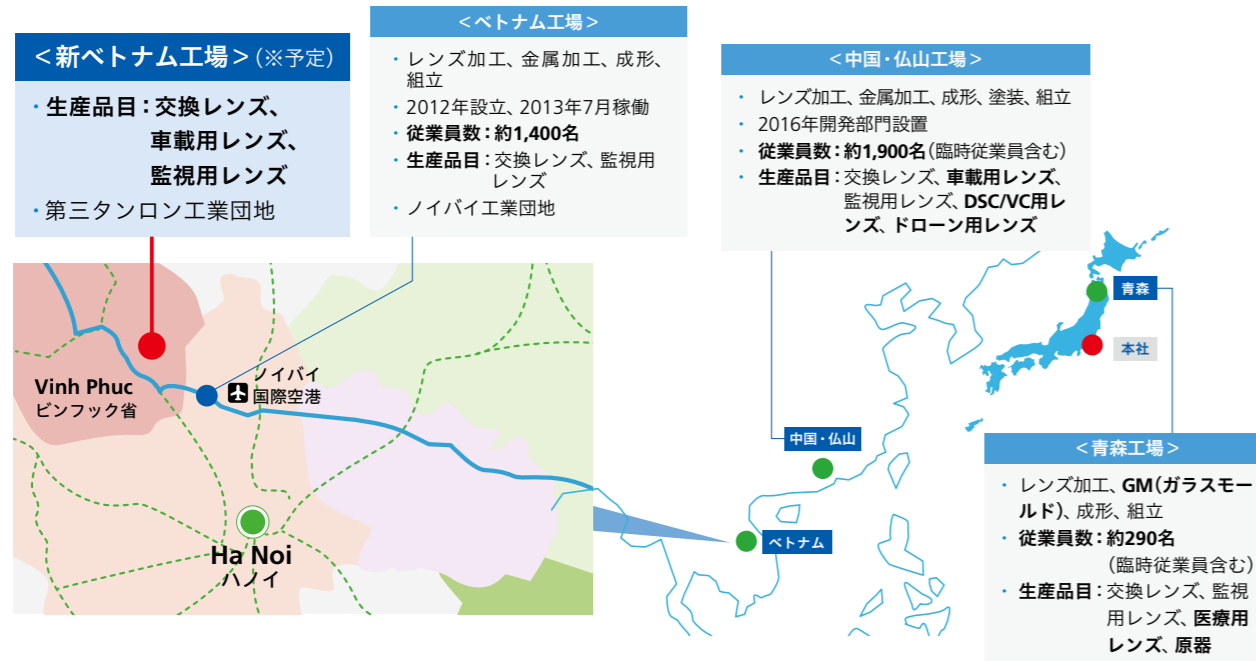 ＜新ベトナム工場＞（※予定）
・生産品目：交換レンズ、
車載用レンズ、
監視用レンズ
・第三タンロン工業団地
＜ベトナム工場＞
・レンズ加工、金属加工、成形、
組立
・2012年設立、2013年7月稼働
・従業員数：約1,400名
・生産品目：交換レンズ、監視用
レンズ
・ノイバイ工業団地
＜中国・仏山工場＞
・レンズ加工、金属加工、成形、塗装、組立
・2016年開発部門設置
・従業員数：約1,900名（臨時従業員含む）
・生産品目：交換レンズ、車載用レンズ、
監視用レンズ、DSC/VC用レ
ンズ、ドローン用レンズ
Vinh Phuc
ビンフック省
ノイバイ
国際空港
Ha Noi
ハノイ
青森
本社
中国・仏山
ベトナム
＜青森工場＞
・レンズ加工、GM（ガラスモー
ルド）、成形、組立
・従業員数：約290名
（臨時従業員含む）
・生産品目：交換レンズ、監視
用レンズ、医療用
レンズ、原器